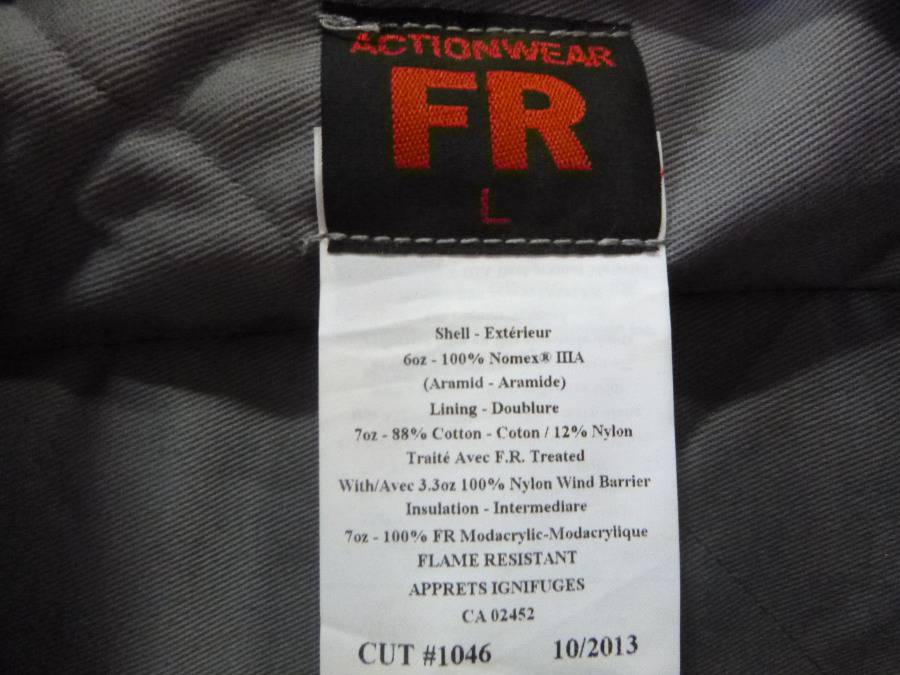 ACTIONWEAR
FR
L
Shell - Extérieur
6oz - 100% Nomex® IIIA
(Aramid - Aramide)
Lining - Doublure
7oz - 88% Cotton - Coton / 12% Nylon
Traité Avec F.R. Treated
With/Avec 3.3oz 100% Nylon Wind Barrier
Insulation - Intermediare
7oz - 100% FR Modacrylic-Modacrylique
FLAME RESISTANT
APPRETS IGNIFUGES
CA 02452
CUT #1046 10/2013